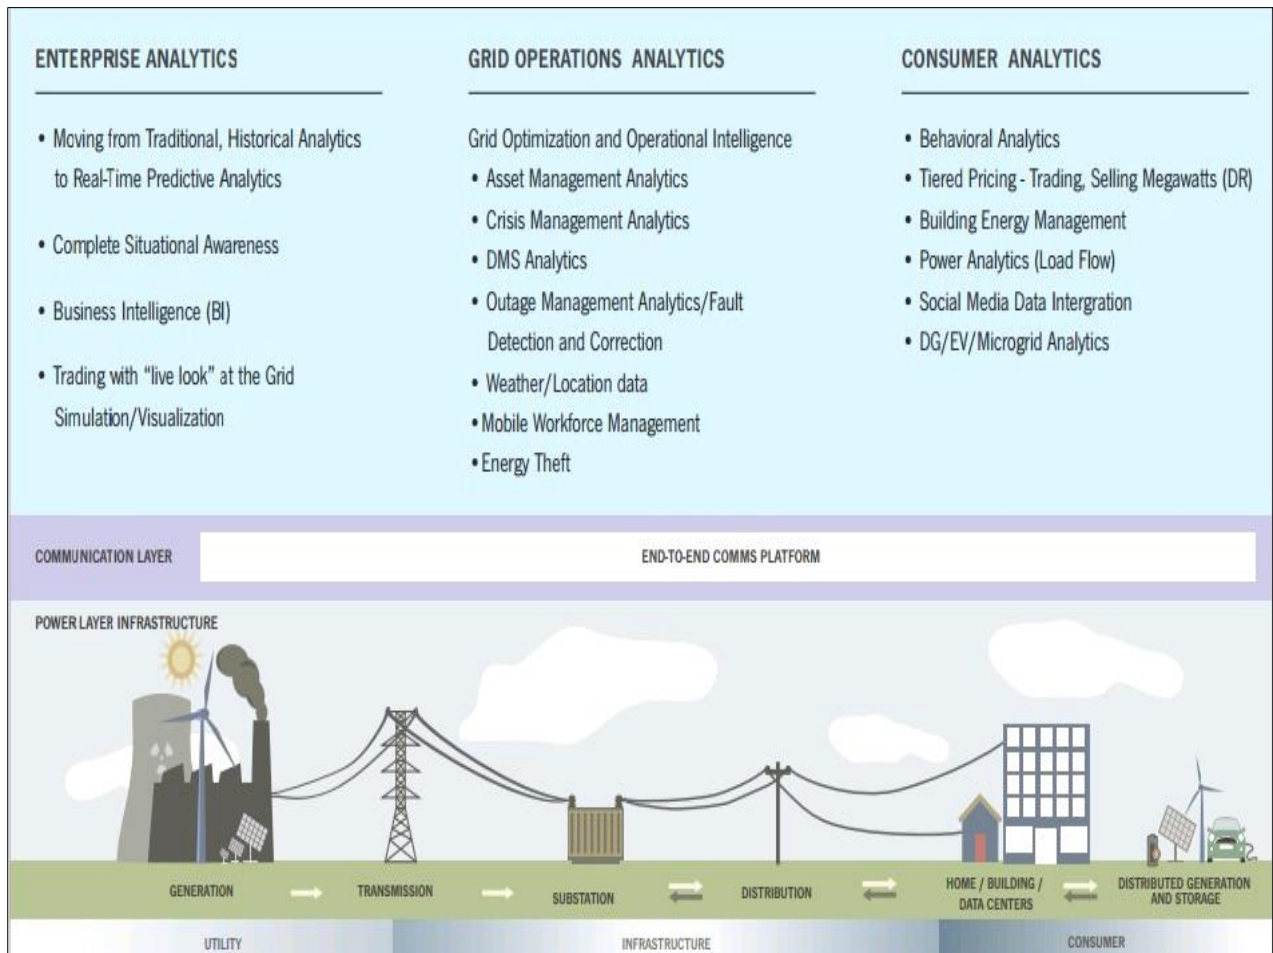 ENTERPRISE ANALYTICS
• Moving from Traditional, Historical Analytics
to Real-Time Predictive Analytics
• Complete Situational Awareness
• Business Intelligence (BI)
• Trading with “live look” at the Grid
Simulation/Visualization
GRID OPERATIONS ANALYTICS
Grid Optimization and Operational Intelligence
• Asset Management Analytics
• Crisis Management Analytics
• DMS Analytics
• Outage Management Analytics/Fault
Detection and Correction
• Weather/Location data
• Mobile Workforce Management
• Energy Theft
CONSUMER ANALYTICS
• Behavioral Analytics
• Tiered Pricing - Trading, Selling Megawatts (DR)
• Building Energy Management
• Power Analytics (Load Flow)
• Social Media Data Intergration
• DG/EV/Microgrid Analytics
COMMUNICATION LAYER
END-TO-END COMMS PLATFORM
POWER LAYER INFRASTRUCTURE
GENERATION
TRANSMISSION
SUBSTATION
DISTRIBUTION
HOME / BUILDING /
DATA CENTERS
DISTRIBUTED GENERATION
AND STORAGE
UTILITY
INFRASTRUCTURE
CONSUMER